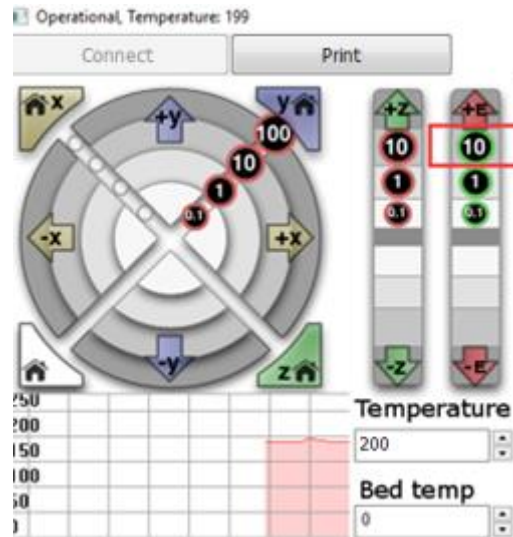 Operational, Temperature: 199
Connect Print
x y
+y
100
10
1
0.1
-x +x
-y
z
+Z +E
10 10
1 1
0.1 0.1
-Z -E
250
200
150
100
50
0
Temperature
200
Bed temp
0